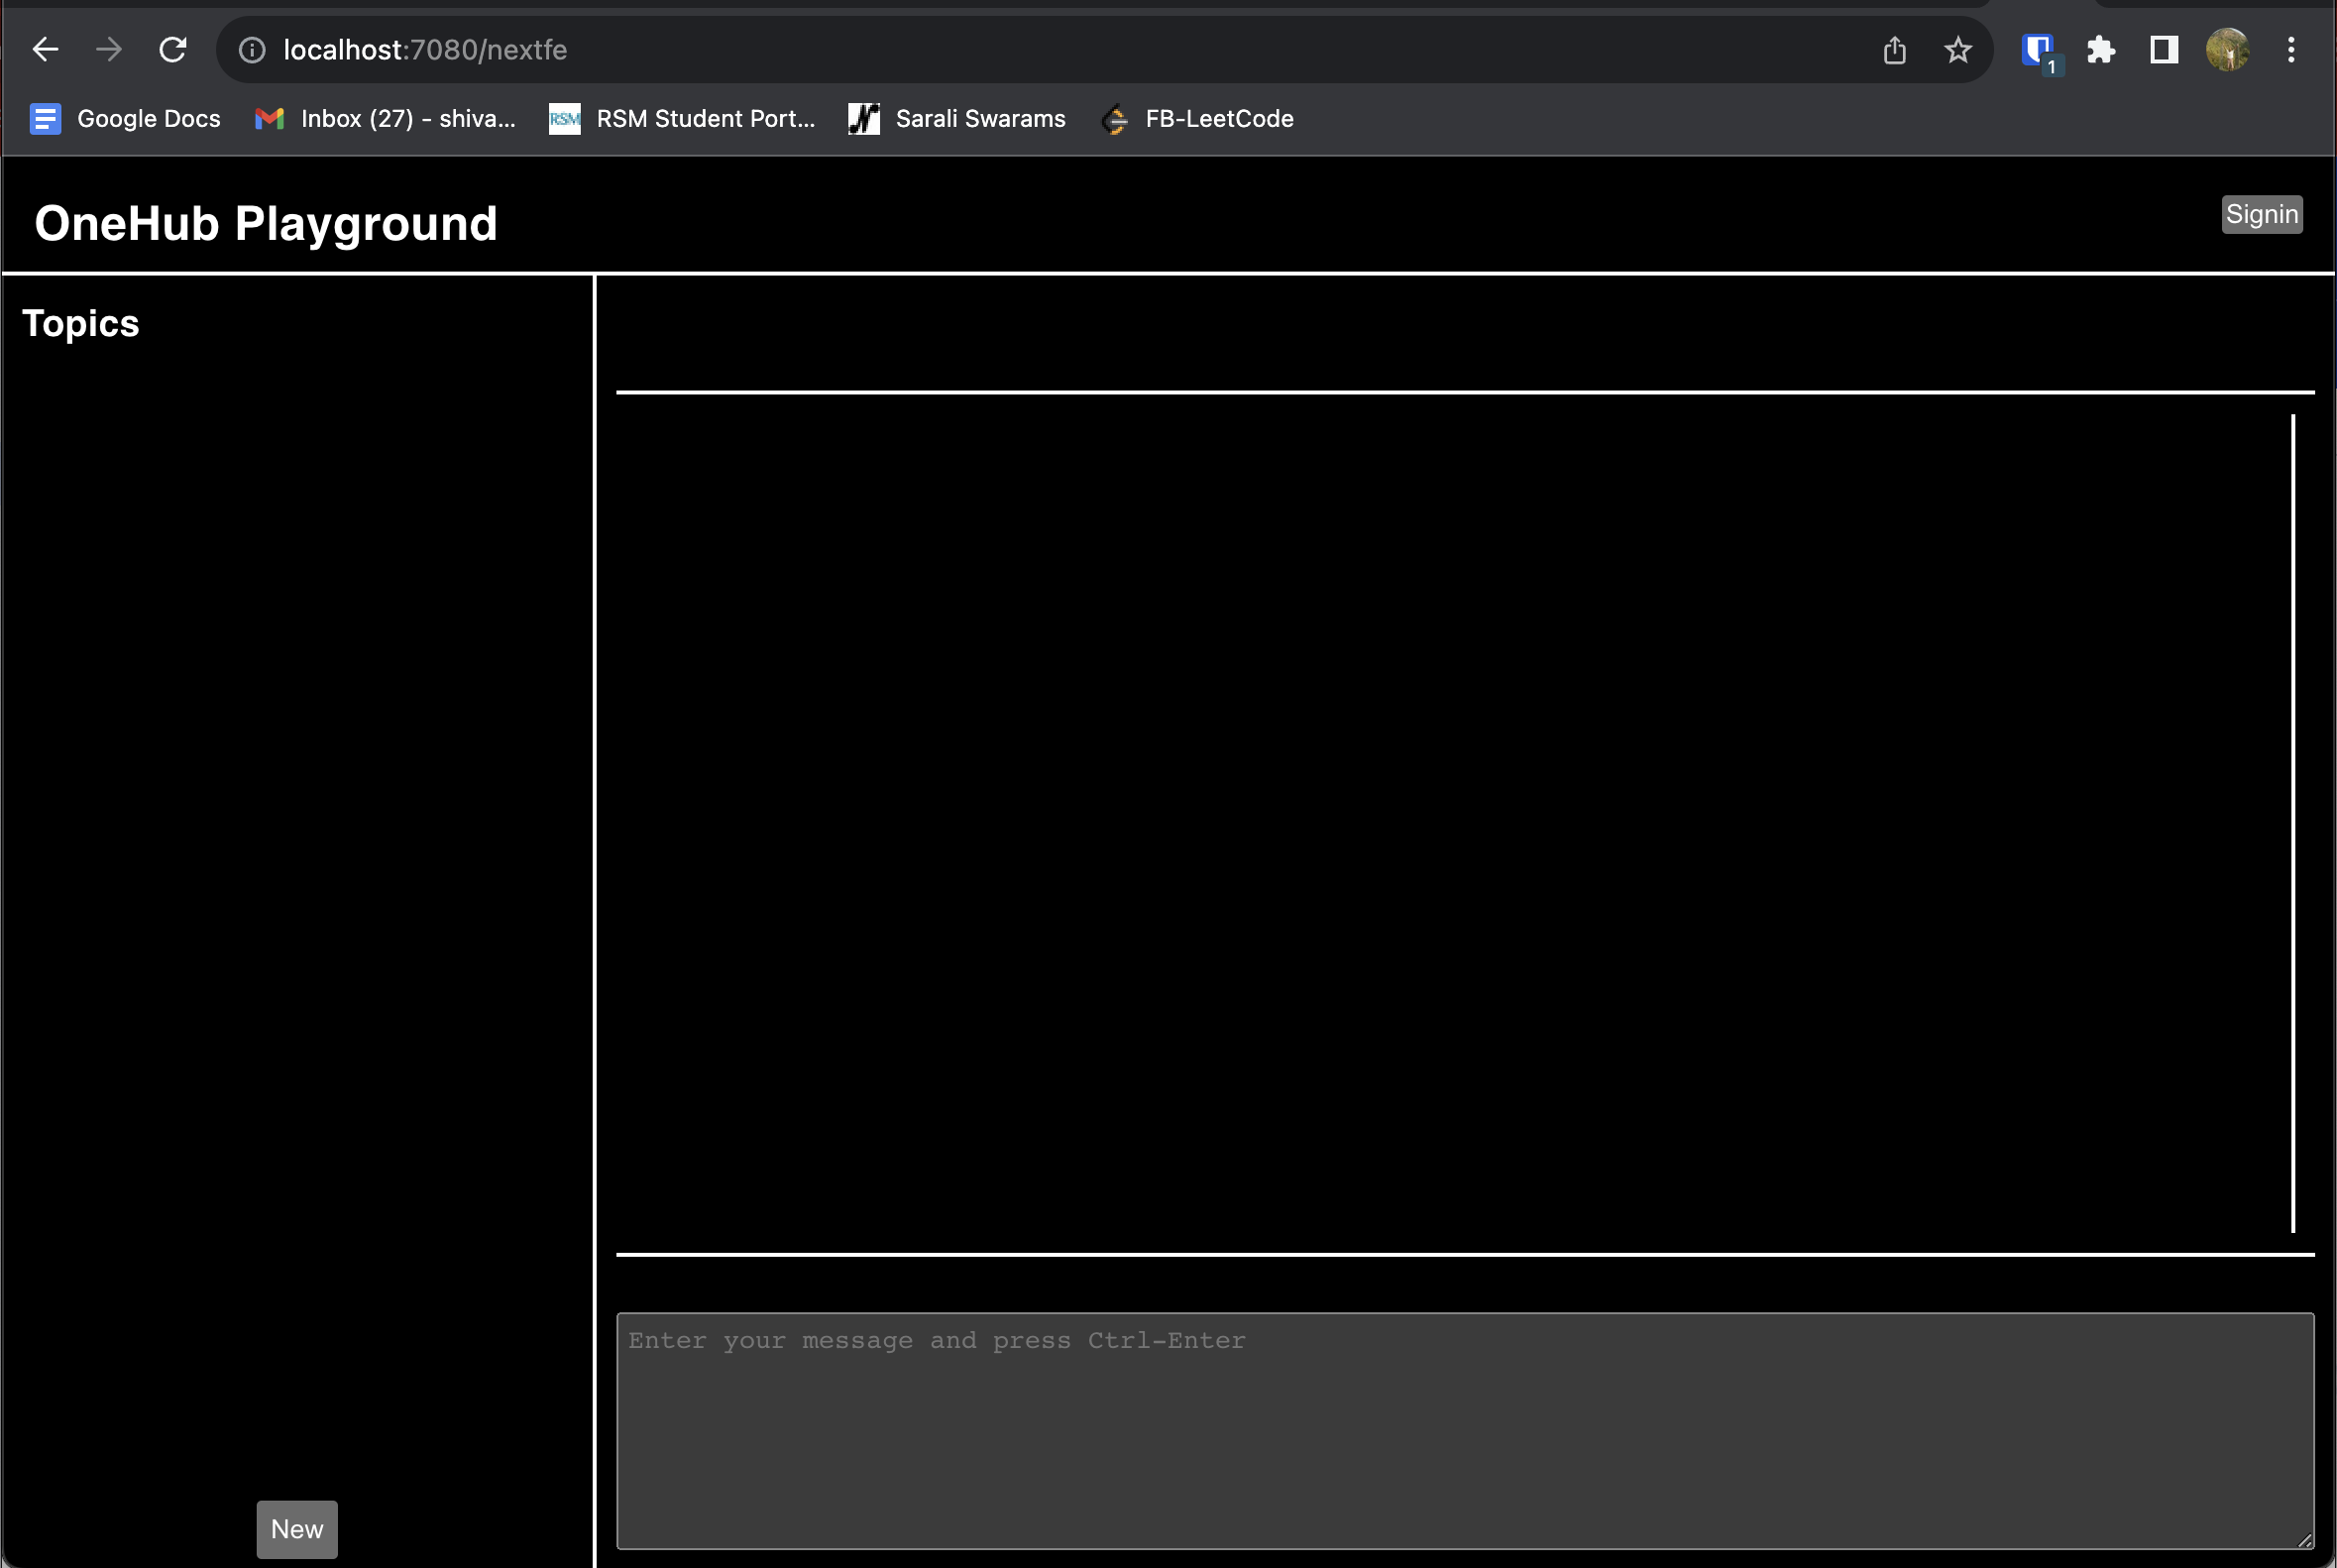 localhost:7080/nextfe
1
Google Docs Inbox (27) - shiva... RSM RSM Student Port... Sarali Swarams FB-LeetCode
OneHub Playground
Signin
Topics
Enter your message and press Ctrl-Enter
New